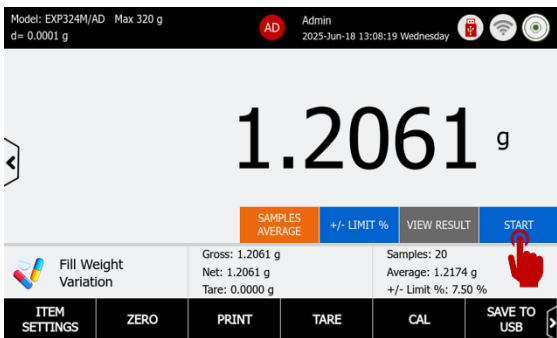 Model: EXP324M/AD Max 320 g
d= 0.0001 g
AD
Admin
2025-Jun-18 13:08:19 Wednesday
1.2061 g
SAMPLES
AVERAGE
+/- LIMIT %
VIEW RESULT
START
Fill Weight
Variation
Gross: 1.2061 g
Net: 1.2061 g
Tare: 0.0000 g
Samples: 20
Average: 1.2174 g
+/- Limit %: 7.50 %
ITEM
SETTINGS
ZERO
PRINT
TARE
CAL
SAVE TO
USB